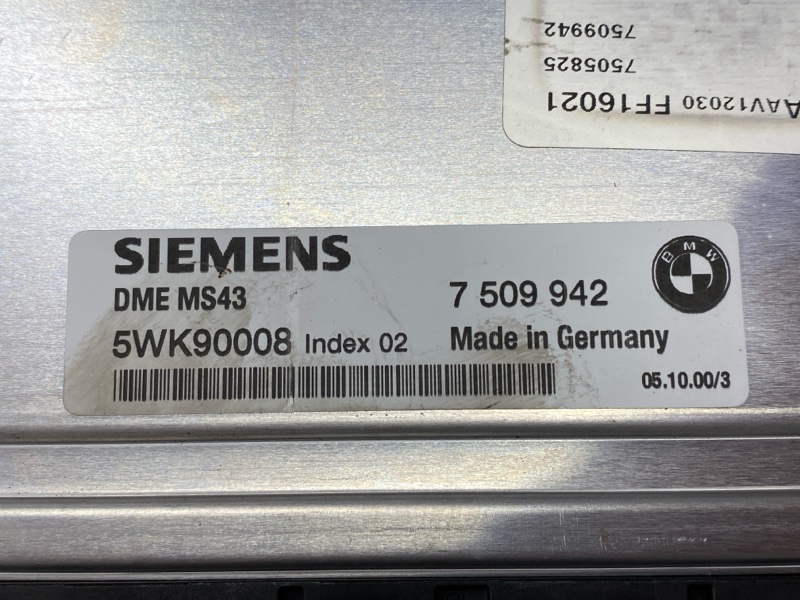 7509942
7505825
AAV12030 FF16021
SIEMENS
DME MS43
7 509 942
BMW
5WK90008 Index 02
Made in Germany
05.10.00/3